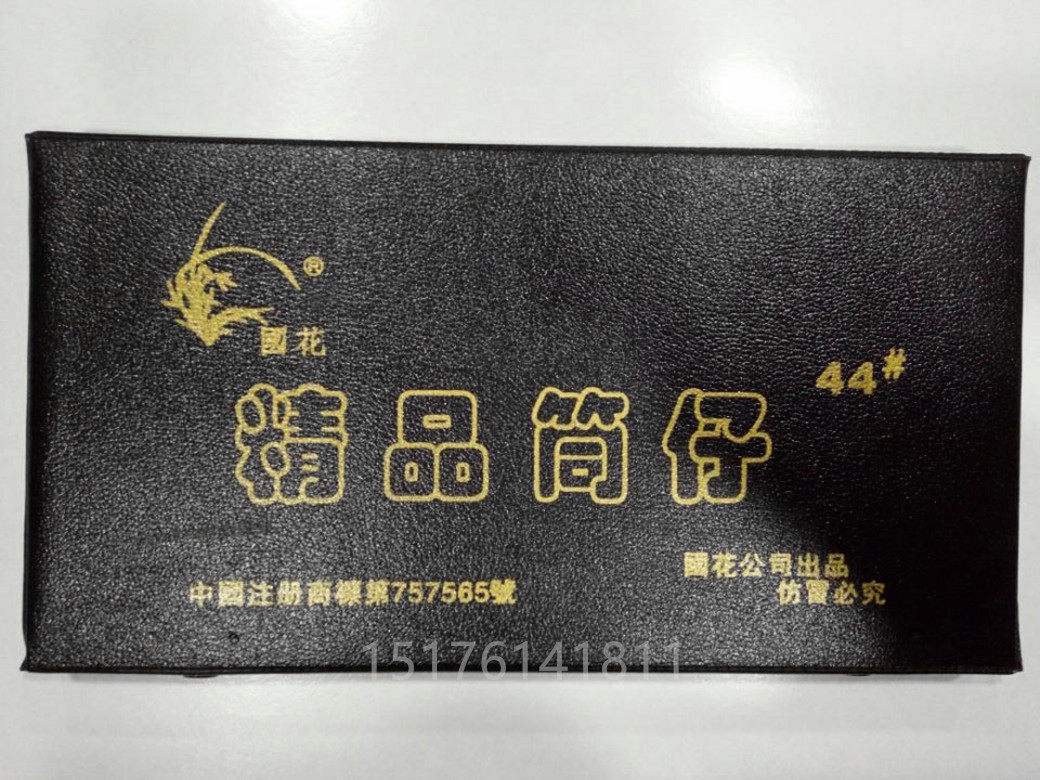 ®
國花
44#
精品筒仔
國花公司出品
仿冒必究
中國注册商標第757565號
15176141811